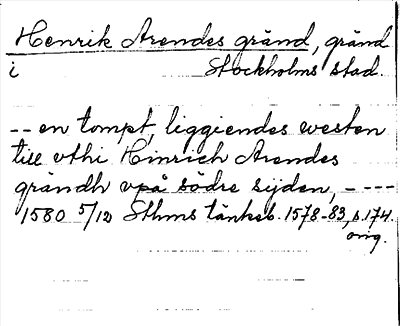 Henrik Arendes gränd, gränd
i Stockholms stad.
-- en tompt, liggiendes westen
till vthi Hinrich Arendes
grändh vpå södre sijden, ----
1580 5/12 Sthms tänkeb. 1578-83, s. 174.
orig.